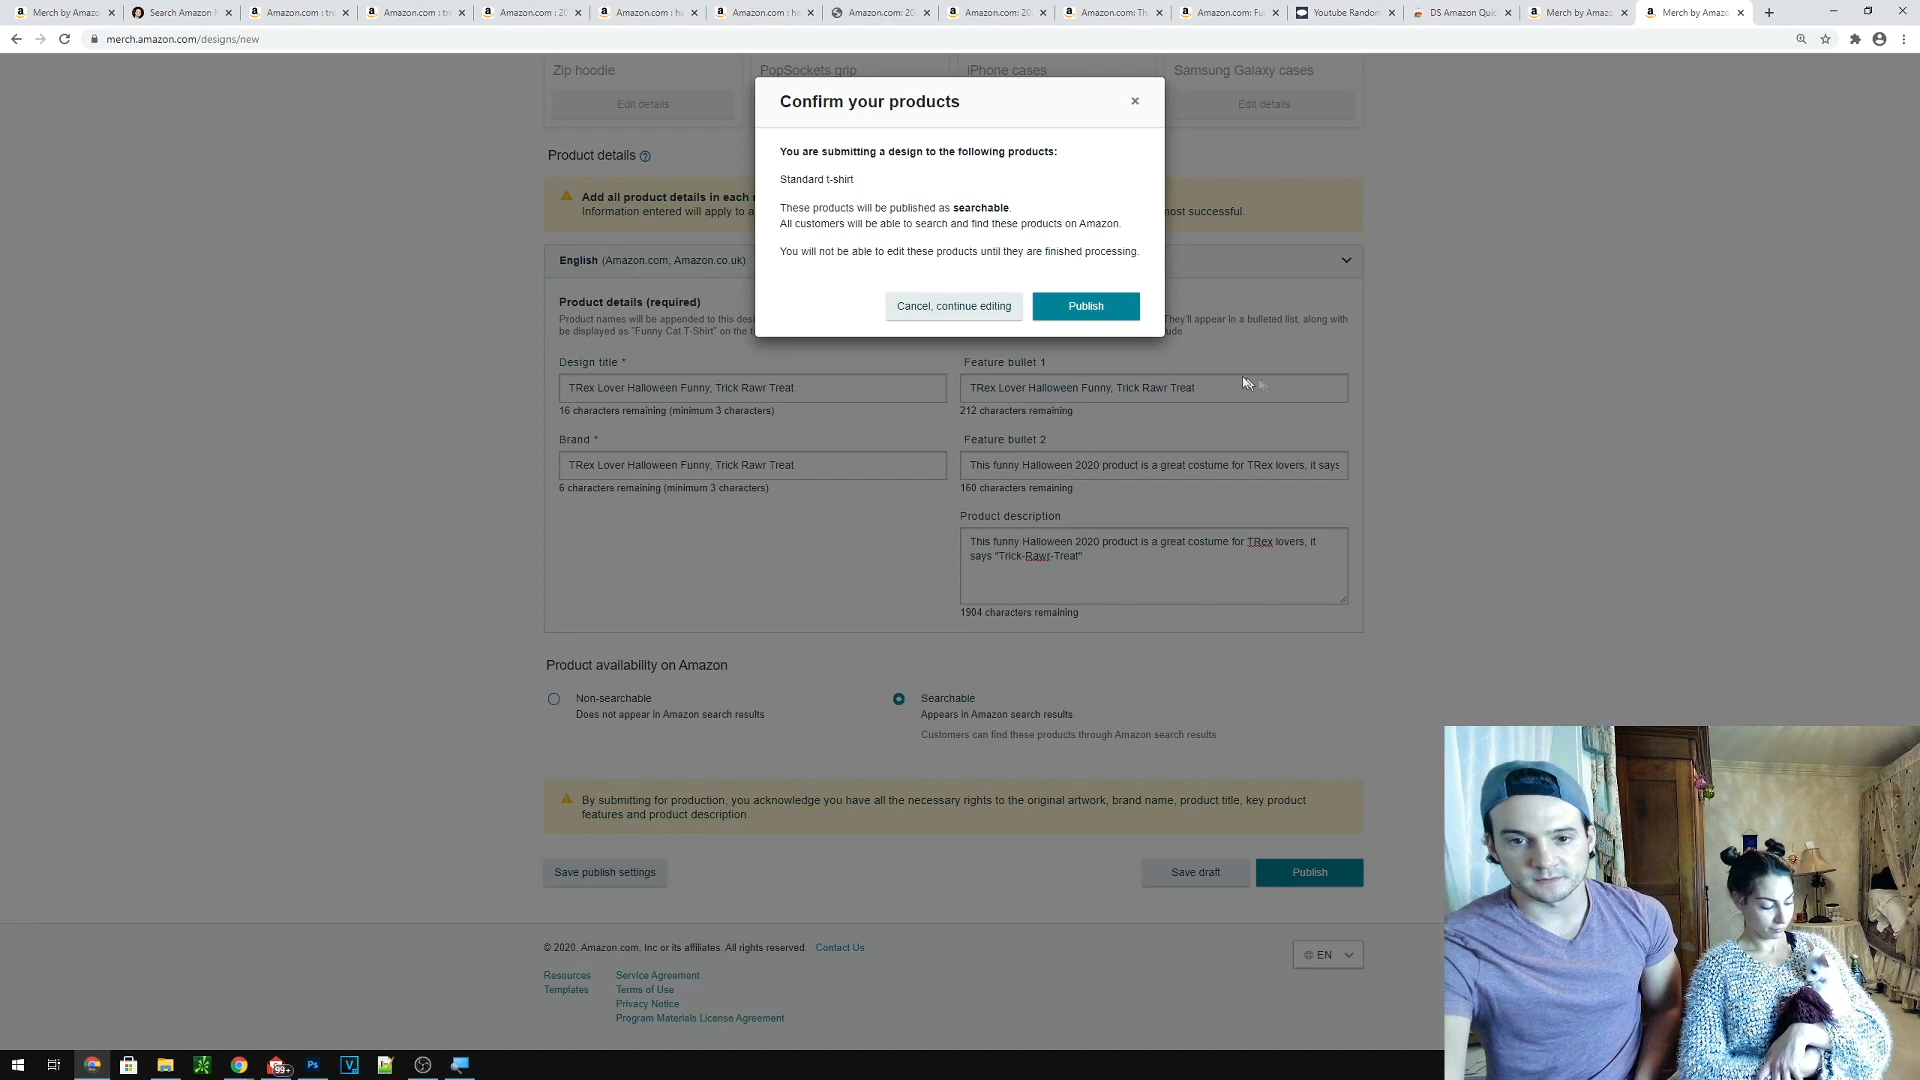 Merch by Amazo
Search Amazon M
Amazon.com : tre
Amazon.com : tre
Amazon.com : 20
Amazon.com : ha
Amazon.com : ha
Amazon.com: 202
Amazon.com: 202
Amazon.com: The
Amazon.com: Fu
Youtube Random
DS Amazon Quic
Merch by Amazo
Merch by Amazo
merch.amazon.com/designs/new
Zip hoodie
PopSockets grip
iPhone cases
Samsung Galaxy cases
Edit details
Edit details
Confirm your products
You are submitting a design to the following products:
Standard t-shirt
These products will be published as searchable.
All customers will be able to search and find these products on Amazon.
You will not be able to edit these products until they are finished processing.
Cancel, continue editing
Publish
Product details
Add all product details in each
Information entered will apply to a
most successful.
English (Amazon.com, Amazon.co.uk)
Product details (required)
Product names will be appended to this des
They'll appear in a bulleted list, along with
be displayed as "Funny Cat T-Shirt" on the
Design title *
Feature bullet 1
TRex Lover Halloween Funny, Trick Rawr Treat
TRex Lover Halloween Funny, Trick Rawr Treat
16 characters remaining (minimum 3 characters)
212 characters remaining
Brand *
Feature bullet 2
TRex Lover Halloween Funny, Trick Rawr Treat
This funny Halloween 2020 product is a great costume for TRex lovers, it says
6 characters remaining (minimum 3 characters)
160 characters remaining
Product description
This funny Halloween 2020 product is a great costume for TRex lovers, it
says "Trick-Rawr-Treat"
1904 characters remaining
Product availability on Amazon
Non-searchable
Does not appear in Amazon search results
Searchable
Appears in Amazon search results
Customers can find these products through Amazon search results
By submitting for production, you acknowledge you have all the necessary rights to the original artwork, brand name, product title, key product
features and product description.
Save publish settings
Save draft
Publish
© 2020, Amazon.com, Inc or its affiliates. All rights reserved.
Contact Us
EN
Resources
Service Agreement
Templates
Terms of Use
Privacy Notice
Program Materials License Agreement
99+
Ps